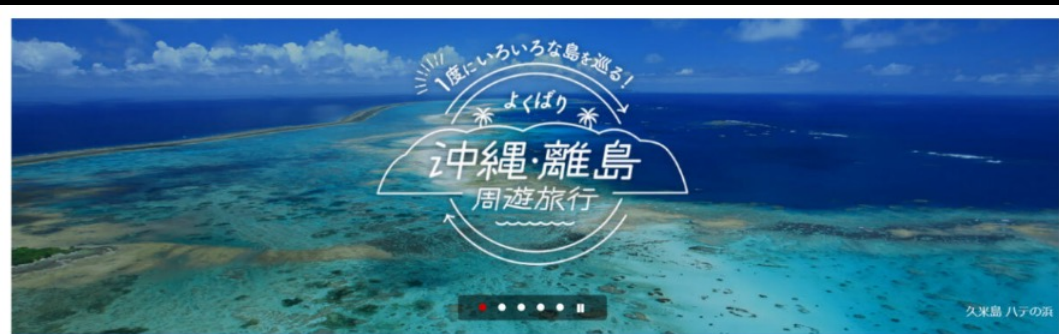 1度にいろいろな島を巡る!
よくばり
沖縄・離島
周遊旅行
久米島 ハテの浜